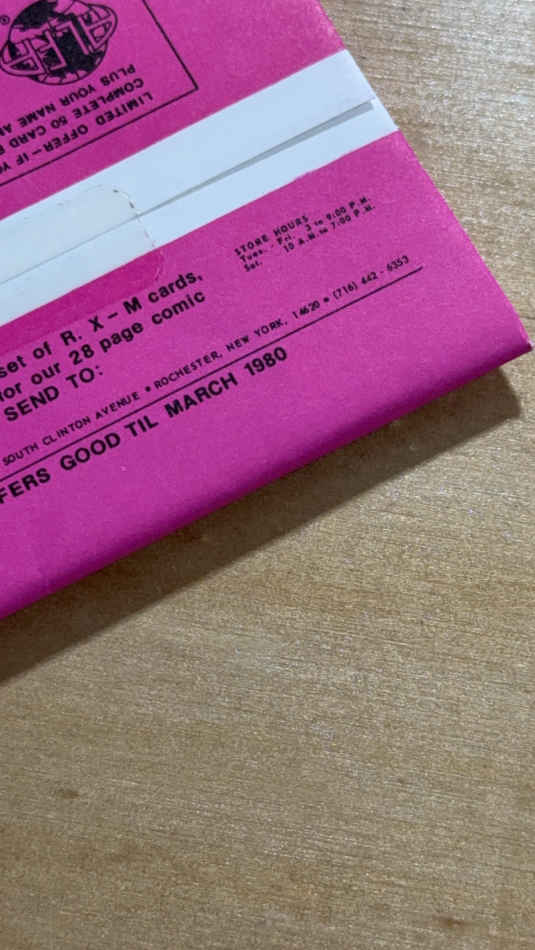 LIMITED OFFER—IF Y
COMPLETE 50 CARD
PLUS YOUR NAME A
STORE HOURS
Tues. - Fri. 3 to 9:00 P.M.
Sat. 10 A.M. to 7:00 P.M.
set of R. X – M cards,
for our 28 page comic
SEND TO:
SOUTH CLINTON AVENUE • ROCHESTER, NEW YORK, 14620 • (716) 442 - 6353
FERS GOOD TIL MARCH 1980